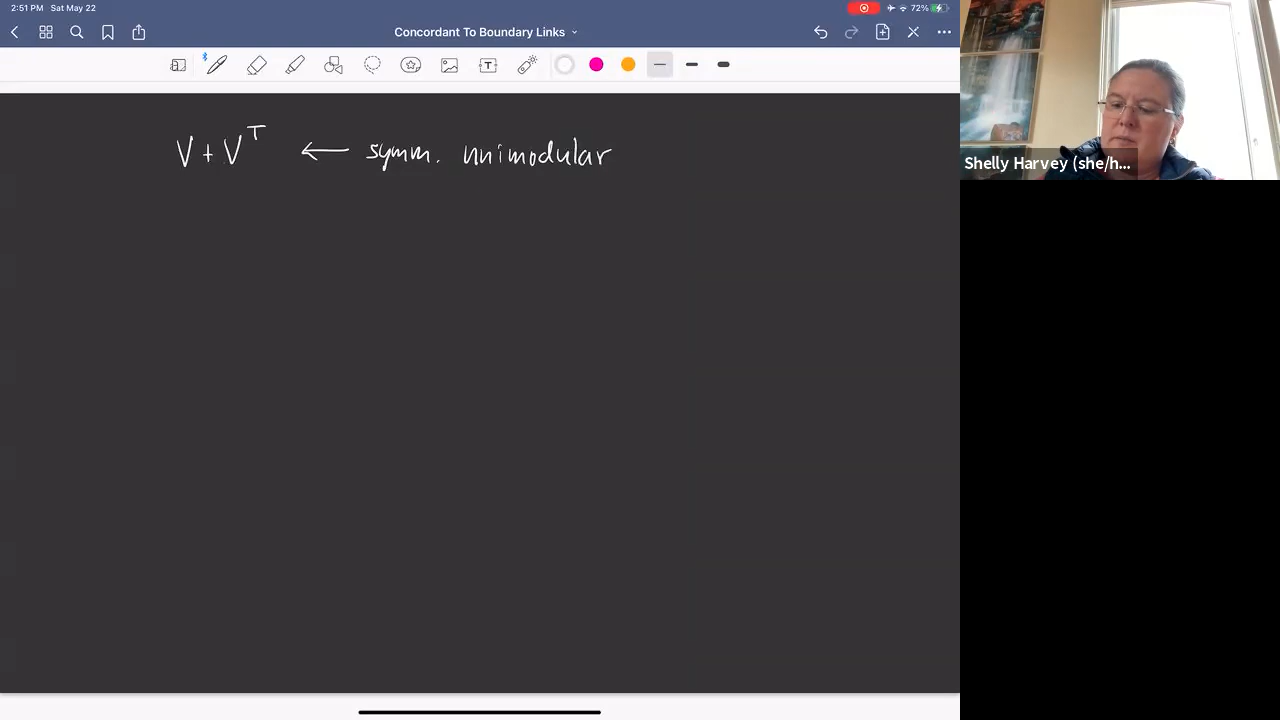 2:51 PM Sat May 22
72%
Concordant To Boundary Links
T
V + V^T ← symm. unimodular
Shelly Harvey (she/h...